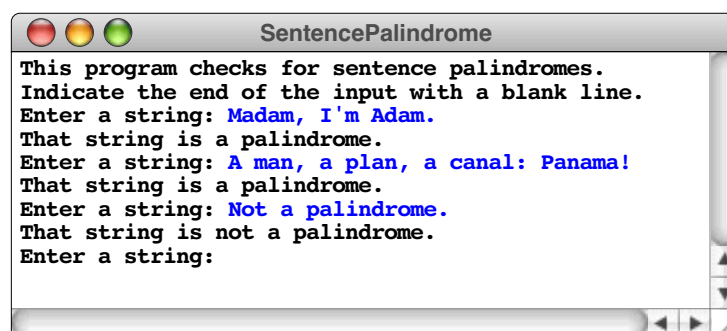 SentencePalindrome
This program checks for sentence palindromes.
Indicate the end of the input with a blank line.
Enter a string: Madam, I'm Adam.
That string is a palindrome.
Enter a string: A man, a plan, a canal: Panama!
That string is a palindrome.
Enter a string: Not a palindrome.
That string is not a palindrome.
Enter a string: